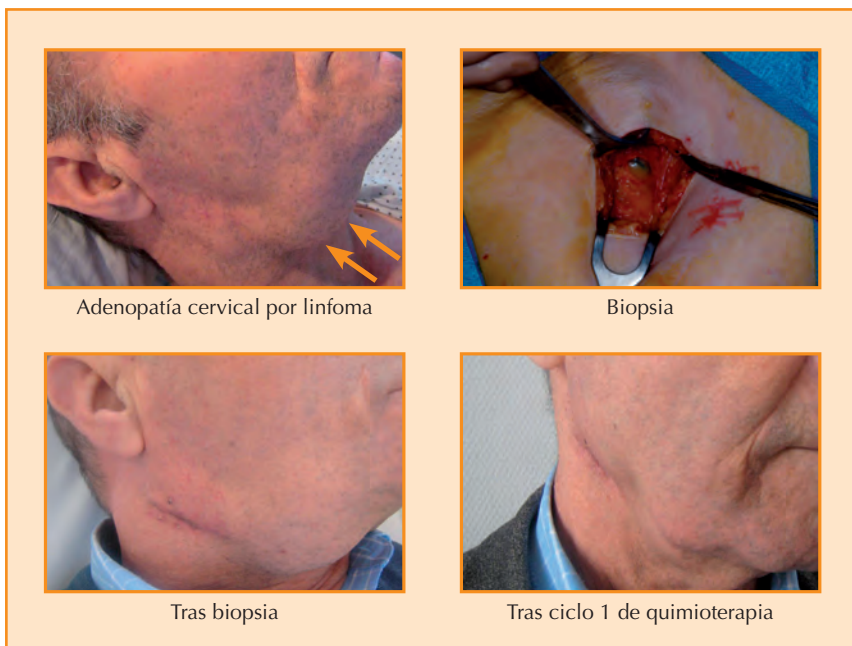 Adenopatía cervical por linfoma
Biopsia
Tras biopsia
Tras ciclo 1 de quimioterapia